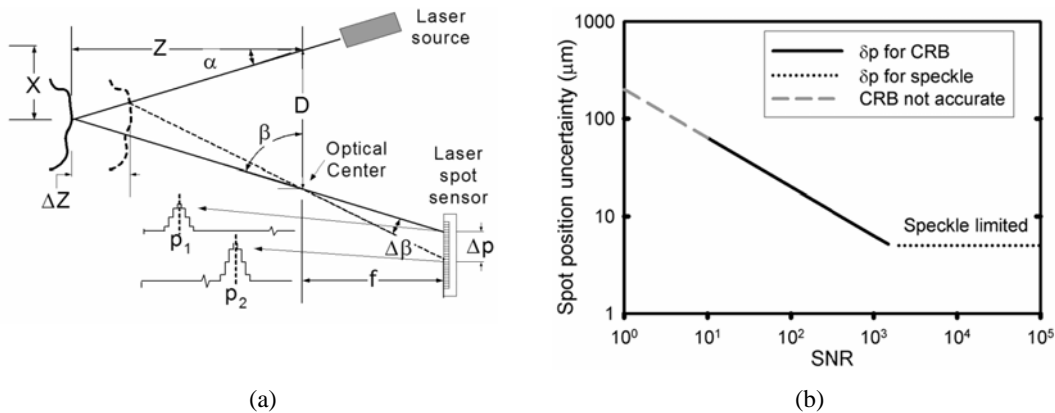 Laser
source
Z
α
X
D
β
Optical
Center
Laser
spot
sensor
ΔZ
p1
p2
Δβ
Δp
f
(a)
Spot position uncertainty (μm)
1000
100
10
1
δp for CRB
δp for speckle
CRB not accurate
Speckle limited
10^0
10^1
10^2
10^3
10^4
10^5
SNR
(b)